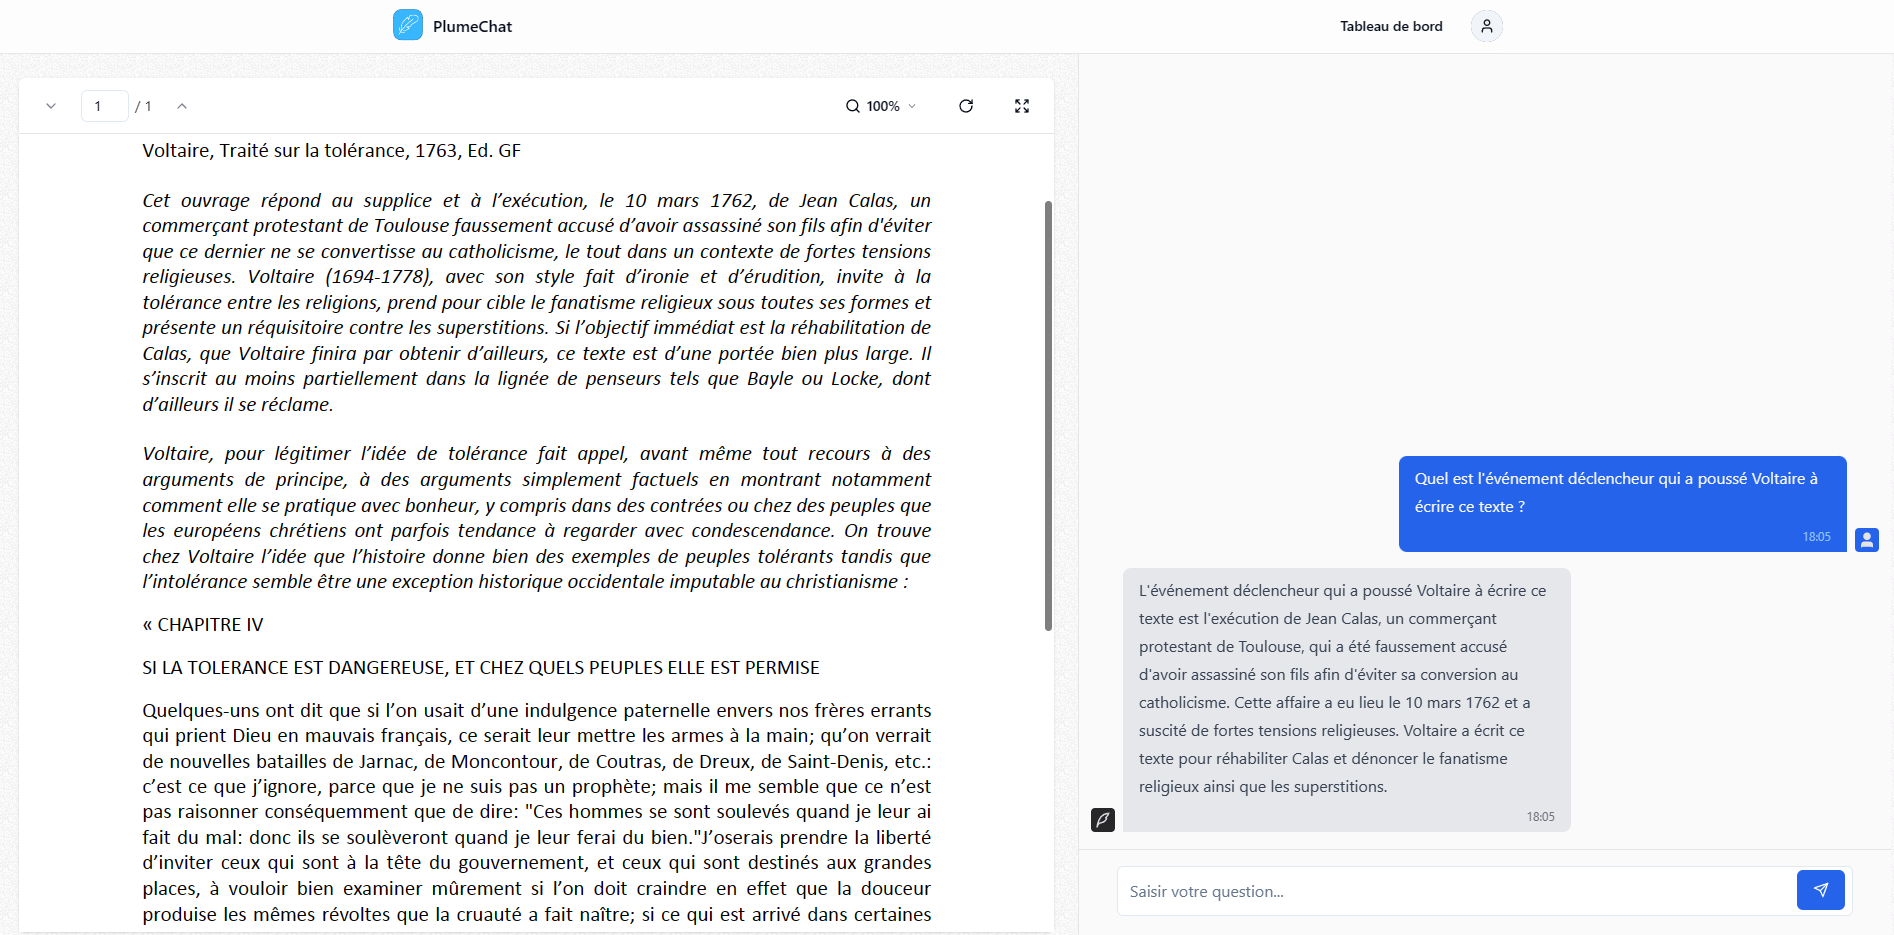 PlumeChat
Tableau de bord
1 / 1
100%
Voltaire, Traité sur la tolérance, 1763, Ed. GF
Cet ouvrage répond au supplice et à l’exécution, le 10 mars 1762, de Jean Calas, un
commerçant protestant de Toulouse faussement accusé d’avoir assassiné son fils afin d'éviter
que ce dernier ne se convertisse au catholicisme, le tout dans un contexte de fortes tensions
religieuses. Voltaire (1694-1778), avec son style fait d’ironie et d’érudition, invite à la
tolérance entre les religions, prend pour cible le fanatisme religieux sous toutes ses formes et
présente un réquisitoire contre les superstitions. Si l’objectif immédiat est la réhabilitation de
Calas, que Voltaire finira par obtenir d’ailleurs, ce texte est d’une portée bien plus large. Il
s’inscrit au moins partiellement dans la lignée de penseurs tels que Bayle ou Locke, dont
d’ailleurs il se réclame.
Voltaire, pour légitimer l’idée de tolérance fait appel, avant même tout recours à des
arguments de principe, à des arguments simplement factuels en montrant notamment
comment elle se pratique avec bonheur, y compris dans des contrées ou chez des peuples que
les européens chrétiens ont parfois tendance à regarder avec condescendance. On trouve
chez Voltaire l’idée que l’histoire donne bien des exemples de peuples tolérants tandis que
l’intolérance semble être une exception historique occidentale imputable au christianisme :
« CHAPITRE IV
SI LA TOLERANCE EST DANGEREUSE, ET CHEZ QUELS PEUPLES ELLE EST PERMISE
Quelques-uns ont dit que si l’on usait d’une indulgence paternelle envers nos frères errants
qui prient Dieu en mauvais français, ce serait leur mettre les armes à la main; qu’on verrait
de nouvelles batailles de Jarnac, de Moncontour, de Coutras, de Dreux, de Saint-Denis, etc.:
c’est ce que j’ignore, parce que je ne suis pas un prophète; mais il me semble que ce n’est
pas raisonner conséquemment que de dire: "Ces hommes se sont soulevés quand je leur ai
fait du mal: donc ils se soulèveront quand je leur ferai du bien."J’oserais prendre la liberté
d’inviter ceux qui sont à la tête du gouvernement, et ceux qui sont destinés aux grandes
places, à vouloir bien examiner mûrement si l’on doit craindre en effet que la douceur
produise les mêmes révoltes que la cruauté a fait naître; si ce qui est arrivé dans certaines
Quel est l'événement déclencheur qui a poussé Voltaire à
écrire ce texte ?
18:05
L'événement déclencheur qui a poussé Voltaire à écrire ce
texte est l'exécution de Jean Calas, un commerçant
protestant de Toulouse, qui a été faussement accusé
d'avoir assassiné son fils afin d'éviter sa conversion au
catholicisme. Cette affaire a eu lieu le 10 mars 1762 et a
suscité de fortes tensions religieuses. Voltaire a écrit ce
texte pour réhabiliter Calas et dénoncer le fanatisme
religieux ainsi que les superstitions.
18:05
Saisir votre question...